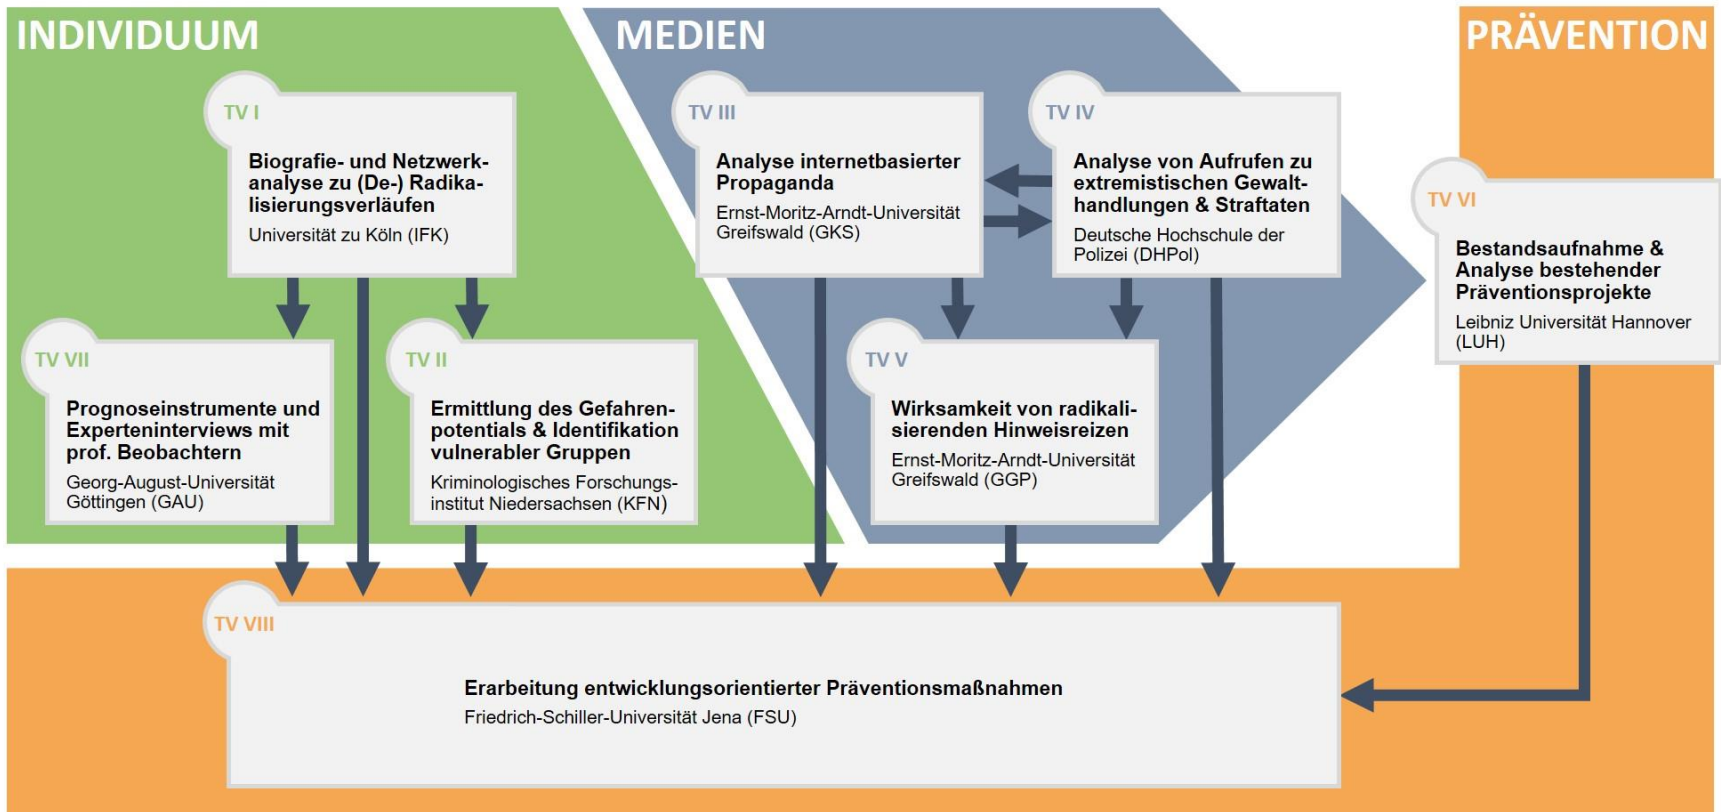 INDIVIDUUM
TV I
Biografie- und Netzwerk-
analyse zu (De-) Radika-
lisierungsverläufen
Universität zu Köln (IFK)
TV VII
Prognoseinstrumente und
Experteninterviews mit
prof. Beobachtern
Georg-August-Universität
Göttingen (GAU)
TV II
Ermittlung des Gefahren-
potentials & Identifikation
vulnerabler Gruppen
Kriminologisches Forschungs-
institut Niedersachsen (KFN)
MEDIEN
TV III
Analyse internetbasierter
Propaganda
Ernst-Moritz-Arndt-Universität
Greifswald (GKS)
TV IV
Analyse von Aufrufen zu
extremistischen Gewalt-
handlungen & Straftaten
Deutsche Hochschule der
Polizei (DHPol)
TV V
Wirksamkeit von radikali-
sierenden Hinweisreizen
Ernst-Moritz-Arndt-Universität
Greifswald (GGP)
PRÄVENTION
TV VI
Bestandsaufnahme &
Analyse bestehender
Präventionsprojekte
Leibniz Universität Hannover
(LUH)
TV VIII
Erarbeitung entwicklungsorientierter Präventionsmaßnahmen
Friedrich-Schiller-Universität Jena (FSU)